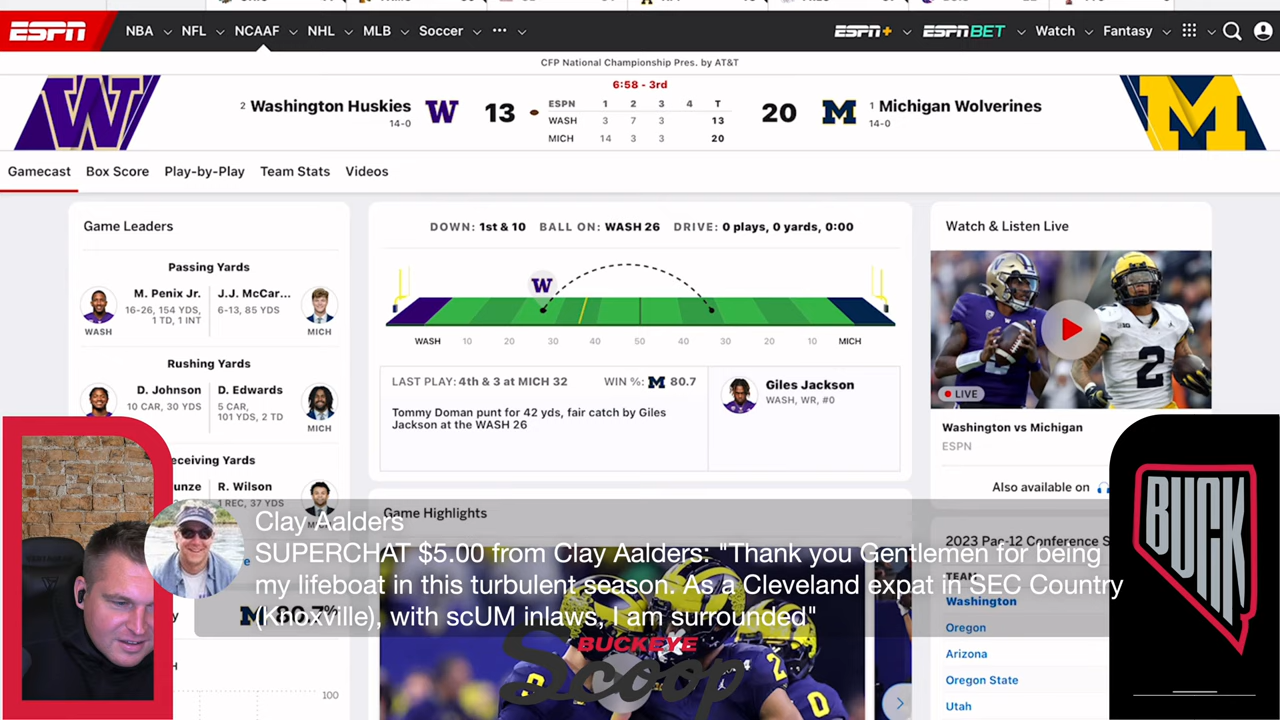 ESPN NBA NFL NCAAF NHL MLB Soccer ••• ESPN+ ESPN BET Watch Fantasy
CFP National Championship Pres. by AT&T
6:58 - 3rd
W
2 Washington Huskies W 13
14-0
ESPN 1 2 3 4 T
WASH 3 7 3 13
MICH 14 3 3 20
20 M 1 Michigan Wolverines
14-0
M
Gamecast Box Score Play-by-Play Team Stats Videos
Game Leaders
Passing Yards
M. Penix Jr. J.J. McCar...
16-26, 154 YDS, 6-13, 85 YDS
1 TD, 1 INT
WASH MICH
Rushing Yards
D. Johnson D. Edwards
10 CAR, 30 YDS 5 CAR,
101 YDS, 2 TD
MICH
eceiving Yards
unze R. Wilson
1 REC, 37 YDS
DOWN: 1st & 10 BALL ON: WASH 26 DRIVE: 0 plays, 0 yards, 0:00
W
WASH 10 20 30 40 50 40 30 20 10 MICH
LAST PLAY: 4th & 3 at MICH 32 WIN %: M 80.7
Tommy Doman punt for 42 yds, fair catch by Giles
Jackson at the WASH 26
Giles Jackson
WASH, WR, #0
Game Highlights
Watch & Listen Live
2
LIVE
Washington vs Michigan
ESPN
Also available on
2023 Pac-12 Conference S
TEAM
Washington
Oregon
Arizona
Oregon State
Utah
Clay Aalders
SUPERCHAT $5.00 from Clay Aalders: "Thank you Gentlemen for being
my lifeboat in this turbulent season. As a Cleveland expat in SEC Country
(Knoxville), with scUM inlaws, I am surrounded"
M 80.7%
100
BUCKEYE
Scoop
BUCK